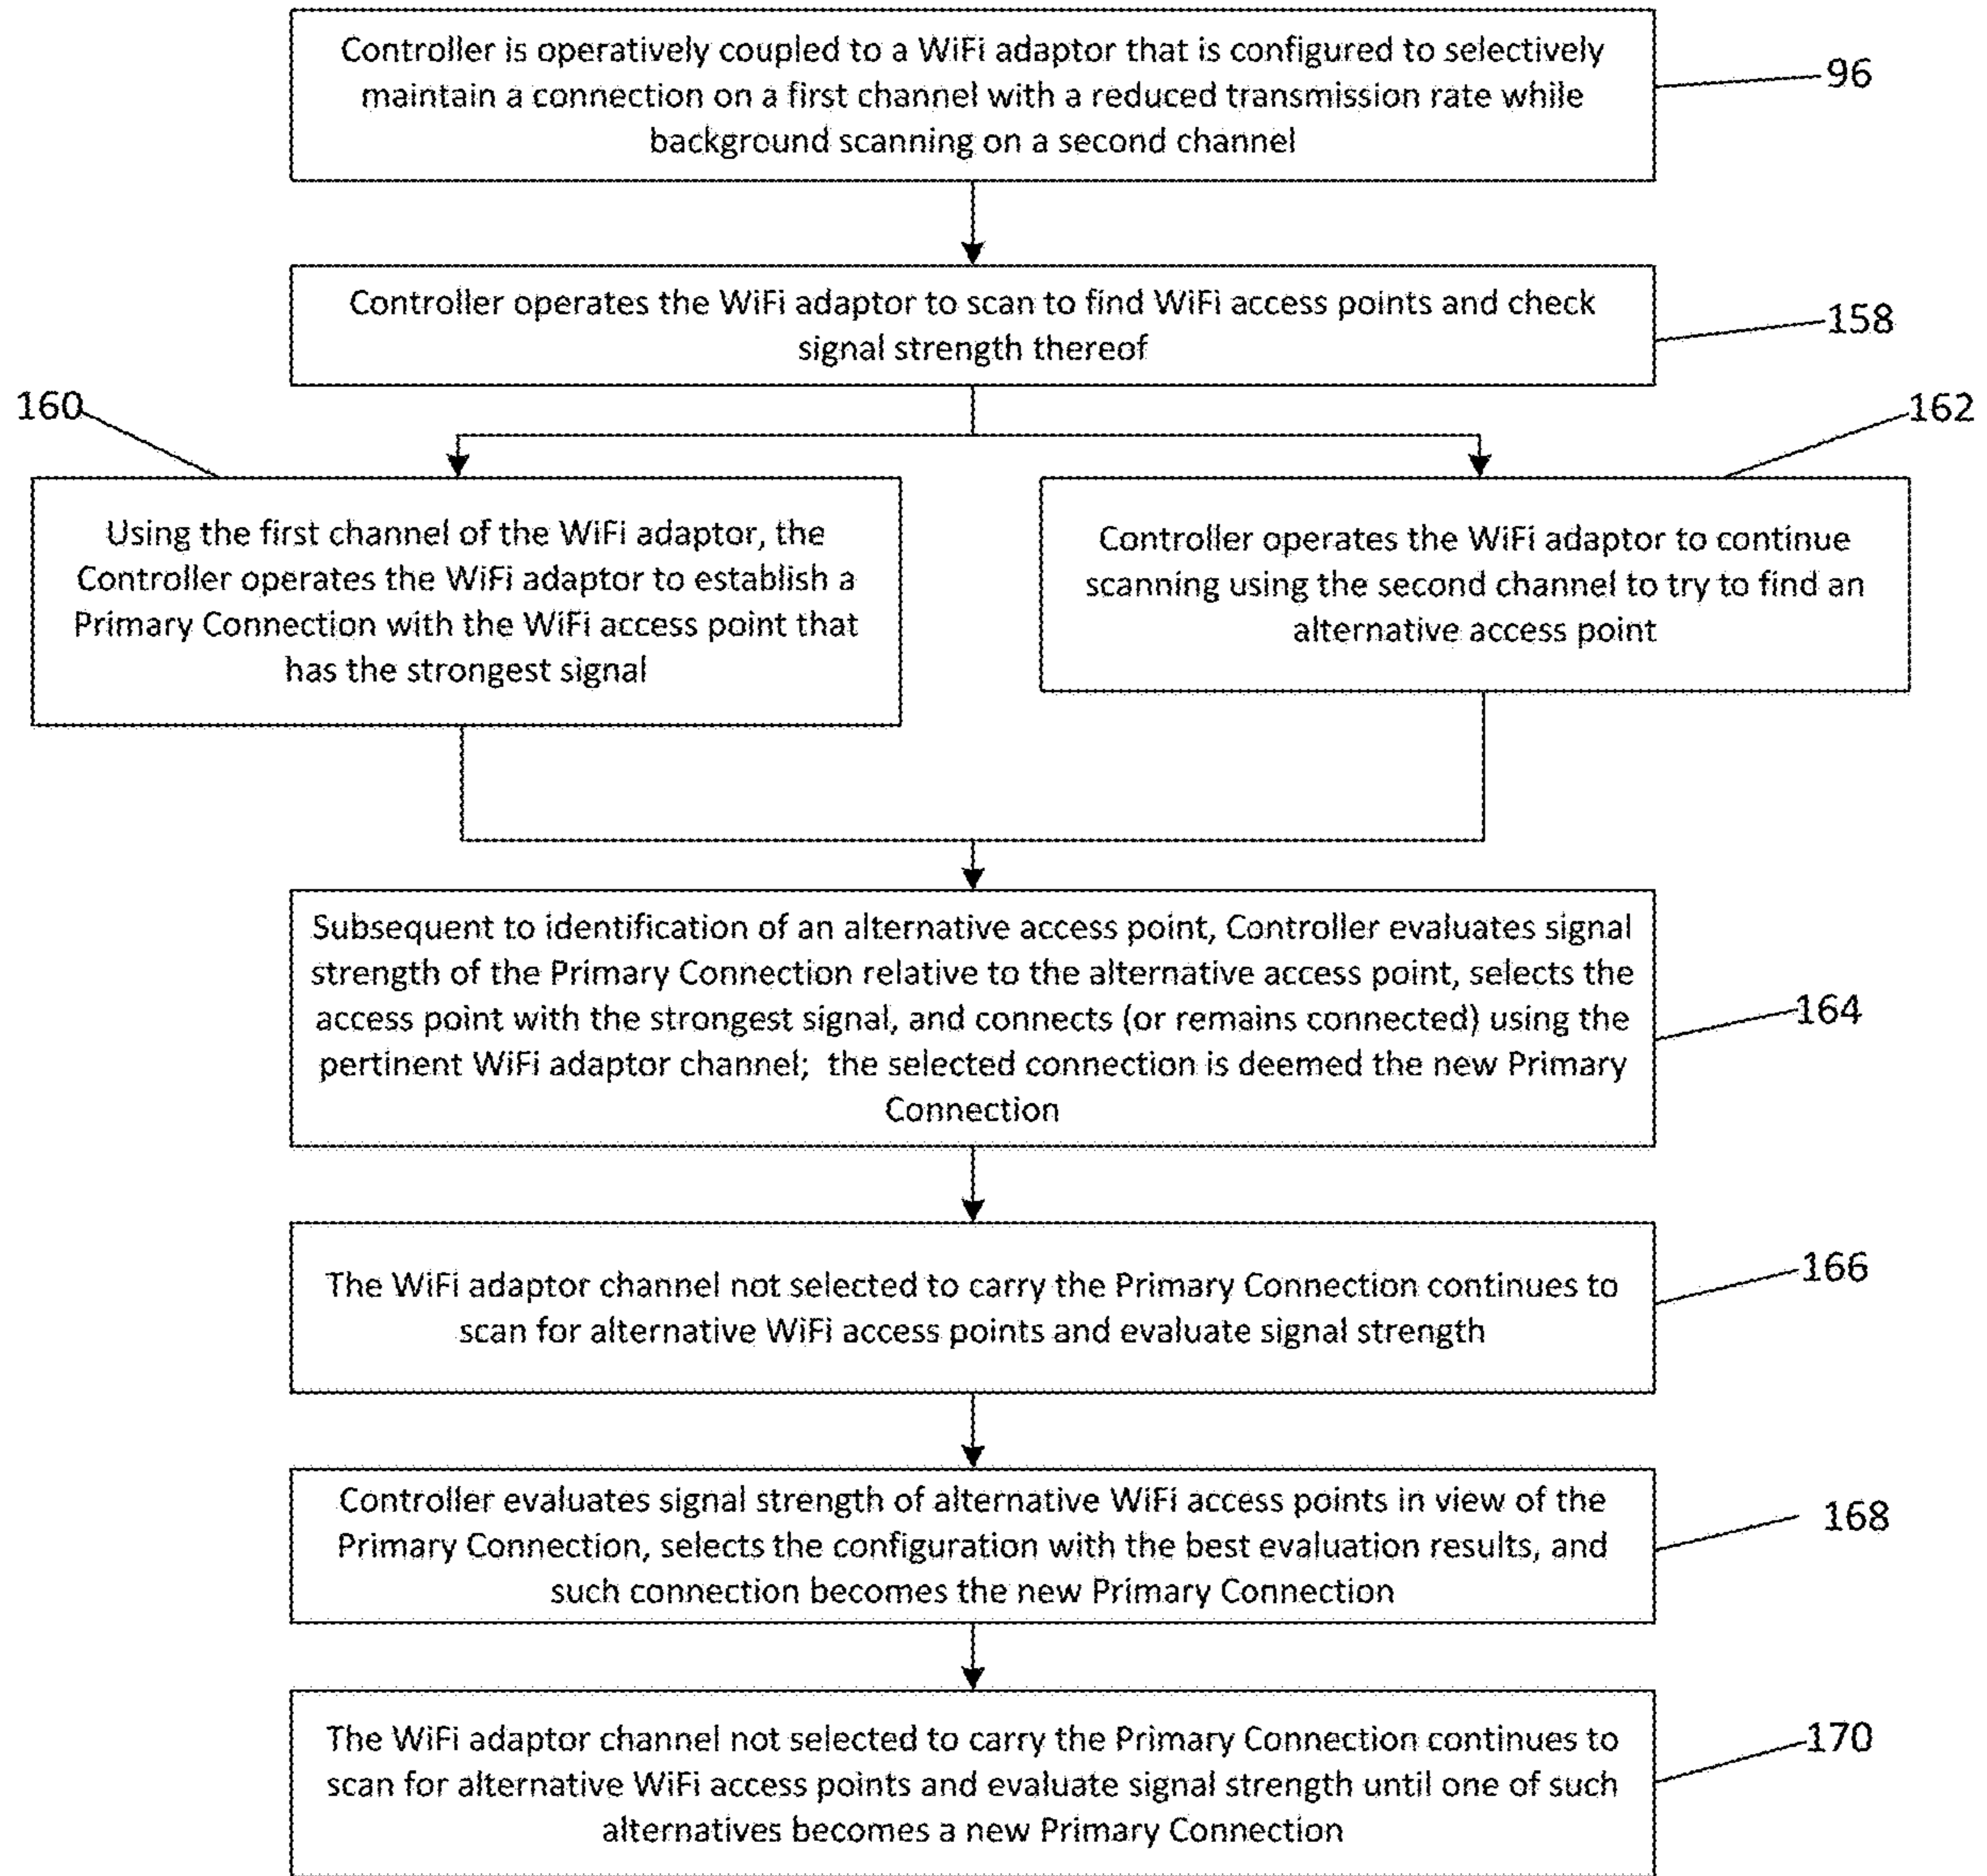 Controller is operatively coupled to a WiFi adaptor that is configured to selectively
maintain a connection on a first channel with a reduced transmission rate while
background scanning on a second channel
96
Controller operates the WiFi adaptor to scan to find WiFi access points and check
signal strength thereof
158
160
162
Using the first channel of the WiFi adaptor, the
Controller operates the WiFi adaptor to establish a
Primary Connection with the WiFi access point that
has the strongest signal
Controller operates the WiFi adaptor to continue
scanning using the second channel to try to find an
alternative access point
Subsequent to identification of an alternative access point, Controller evaluates signal
strength of the Primary Connection relative to the alternative access point, selects the
access point with the strongest signal, and connects (or remains connected) using the
pertinent WiFi adaptor channel; the selected connection is deemed the new Primary
Connection
164
The WiFi adaptor channel not selected to carry the Primary Connection continues to
scan for alternative WiFi access points and evaluate signal strength
166
Controller evaluates signal strength of alternative WiFi access points in view of the
Primary Connection, selects the configuration with the best evaluation results, and
such connection becomes the new Primary Connection
168
The WiFi adaptor channel not selected to carry the Primary Connection continues to
scan for alternative WiFi access points and evaluate signal strength until one of such
alternatives becomes a new Primary Connection
170